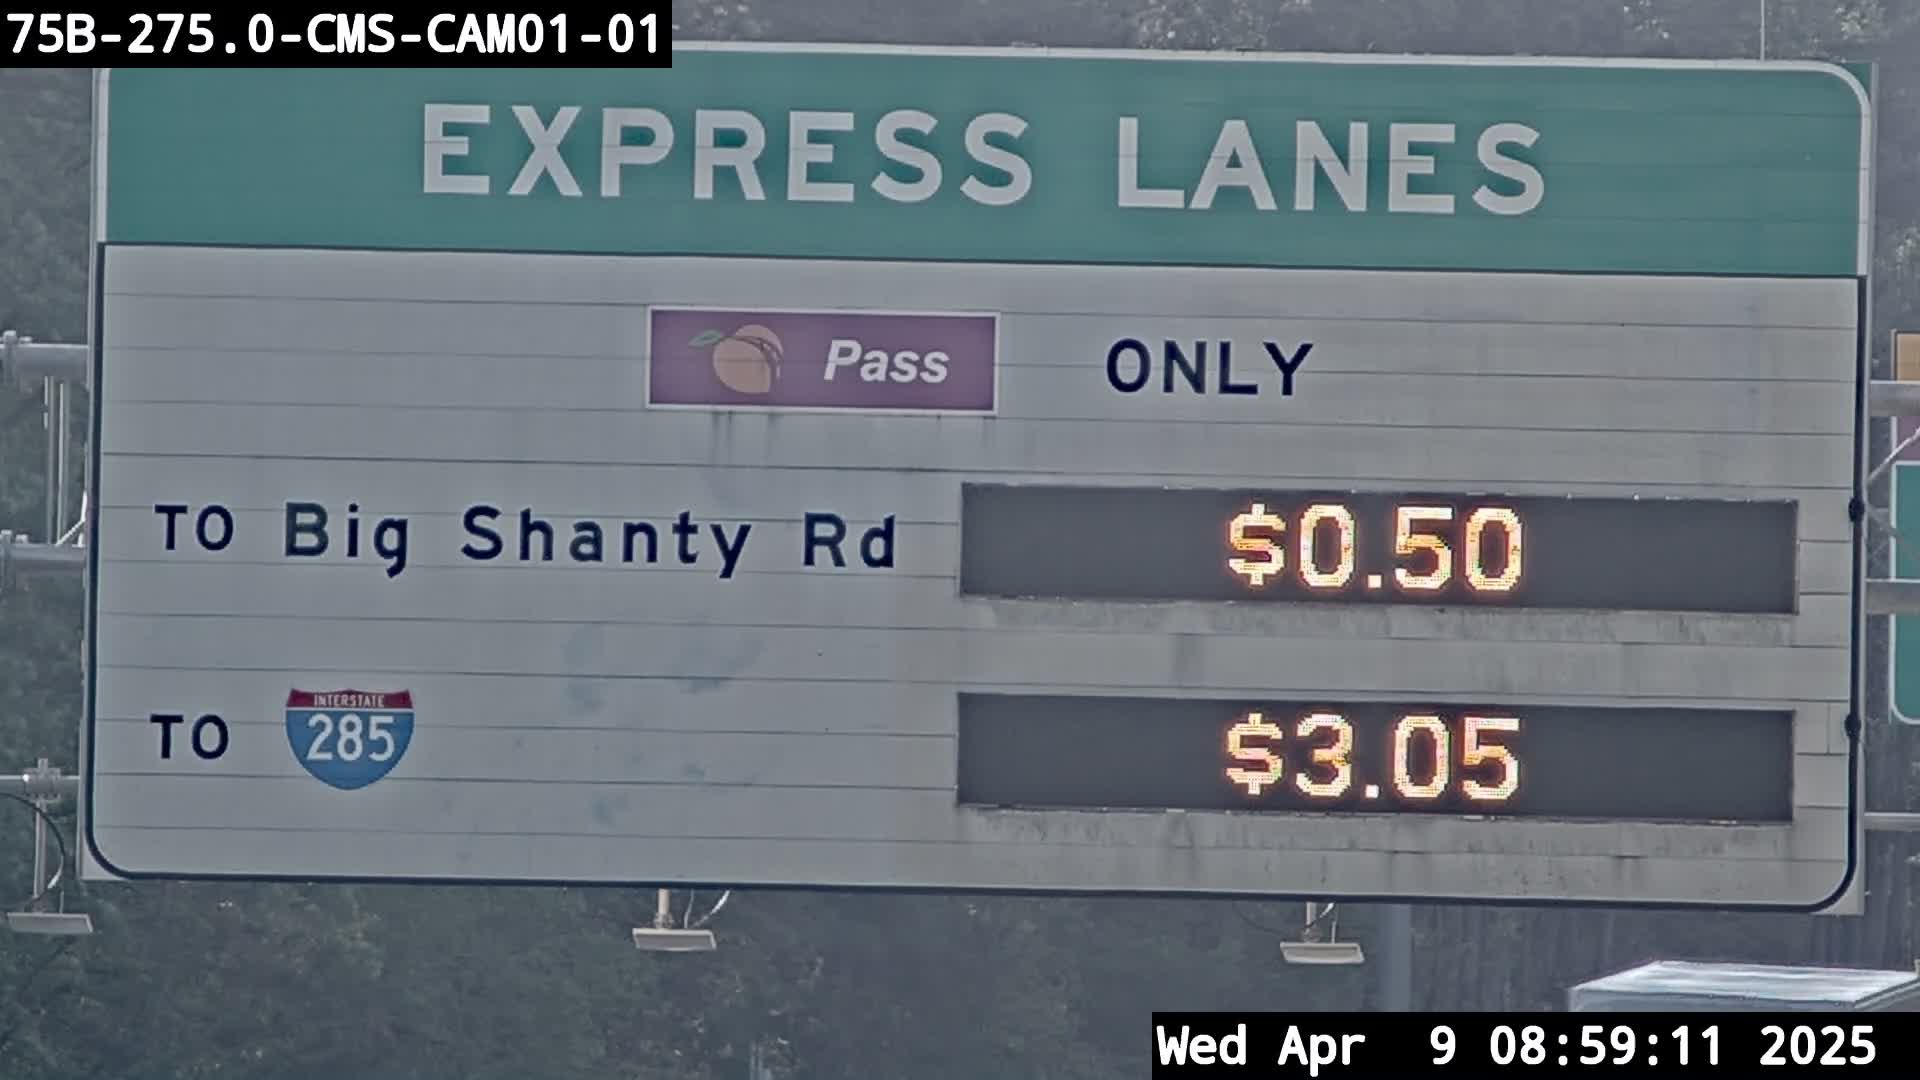 75B-275.0-CMS-CAM01-01
EXPRESS LANES
Pass ONLY
TO Big Shanty Rd $0.50
TO INTERSTATE 285 $3.05
Wed Apr 9 08:59:11 2025